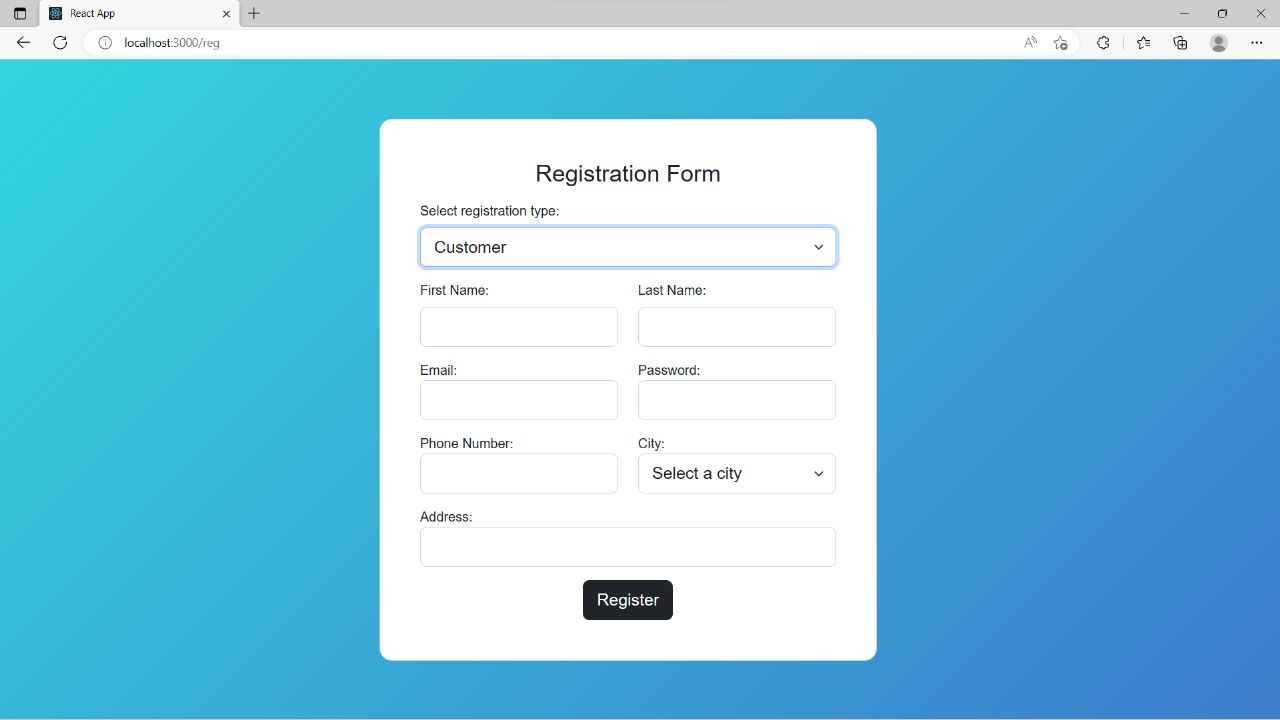 React App
localhost:3000/reg
Registration Form
Select registration type:
Customer
First Name: Last Name:
Email: Password:
Phone Number: City:
Select a city
Address:
Register